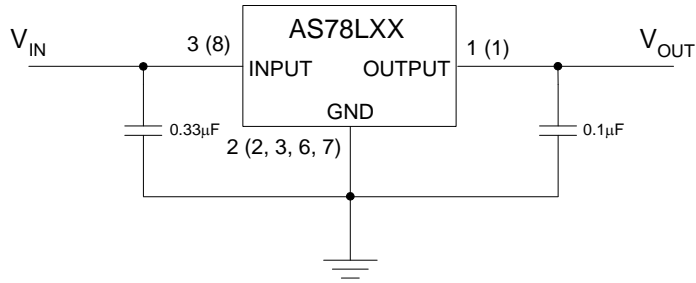 AS78LXX
V_IN
3 (8)
1 (1)
V_OUT
INPUT
OUTPUT
GND
0.33µF
0.1µF
2 (2, 3, 6, 7)